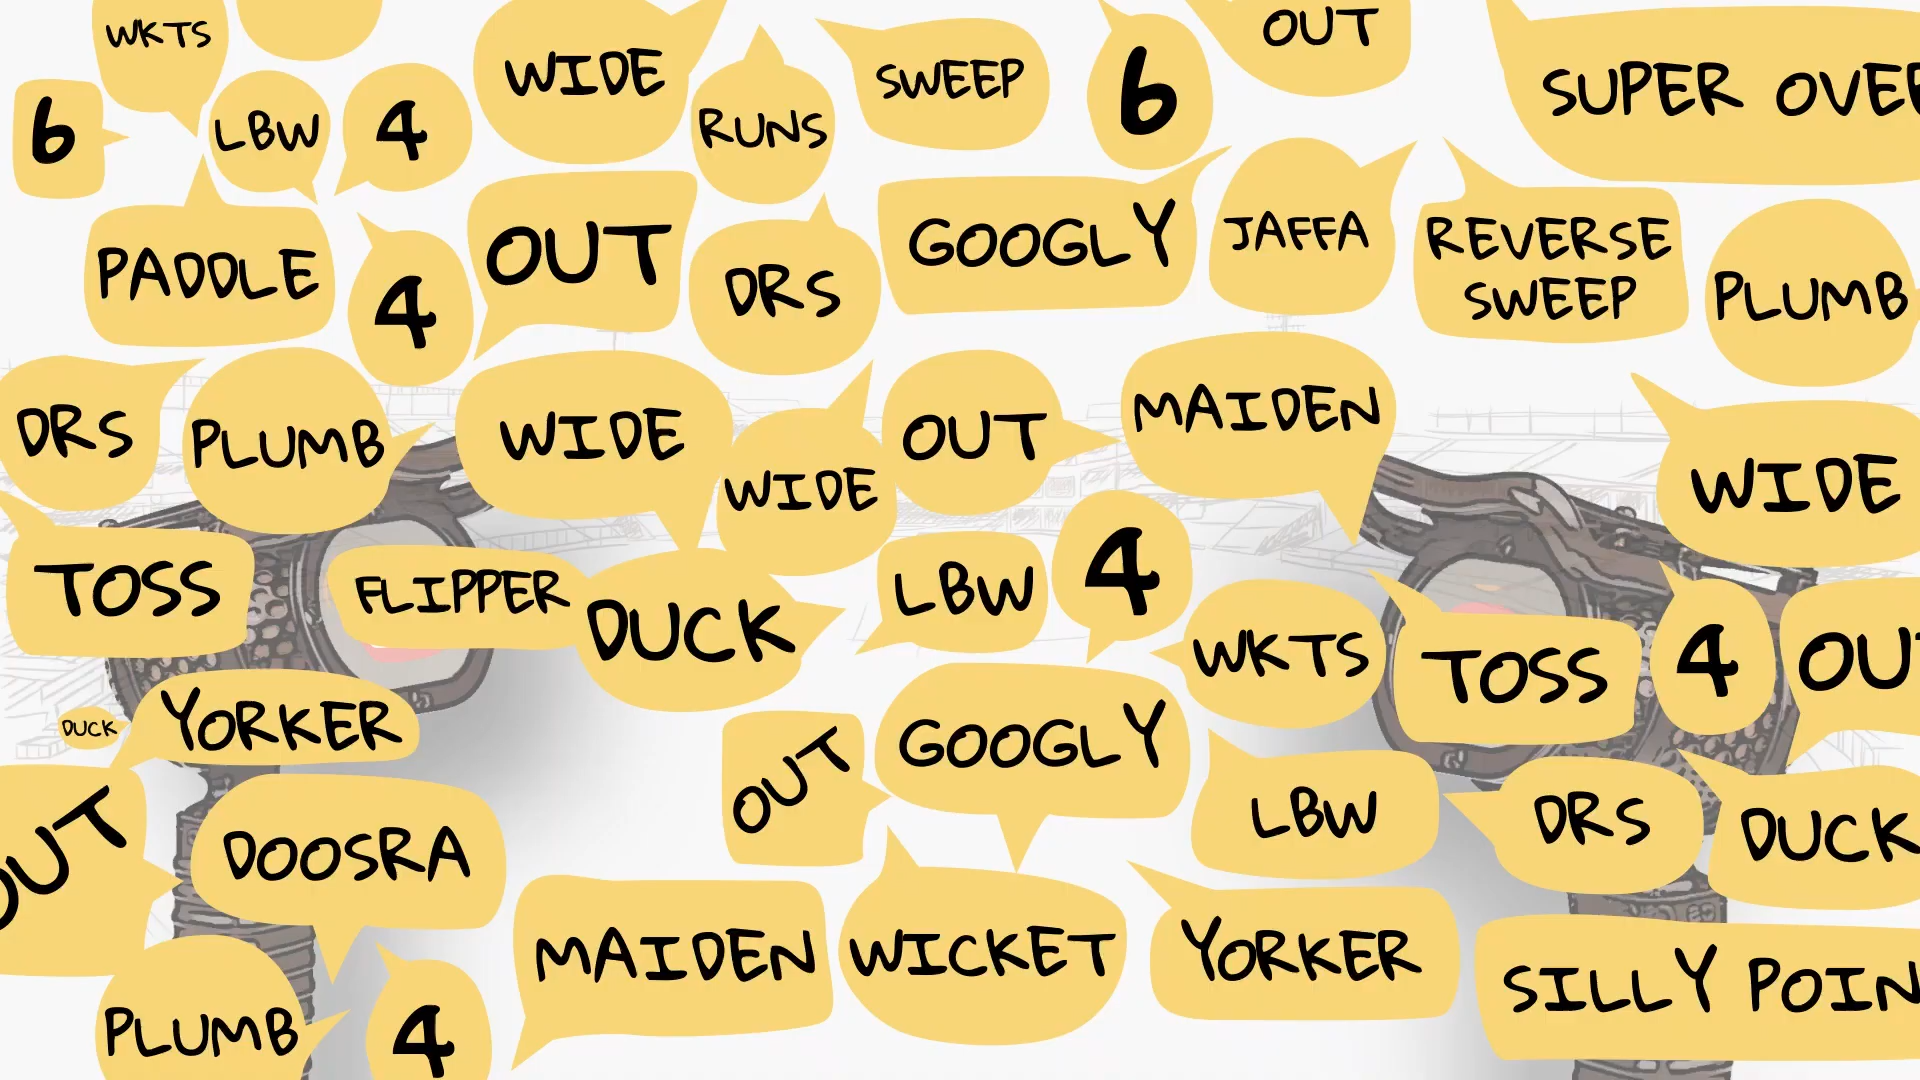 WKTS
WIDE
SWEEP
6
OUT
SUPER OVE
6
LBW
4
RUNS
PADDLE
4
OUT
DRS
GOOGLY
JAFFA
REVERSE
SWEEP
PLUMB
DRS
PLUMB
WIDE
WIDE
OUT
MAIDEN
WIDE
TOSS
FLIPPER
DUCK
LBW
4
WKTS
TOSS
4
OU
DUCK
YORKER
OUT
GOOGLY
LBW
DRS
DUCK
OUT
DOOSRA
MAIDEN
WICKET
YORKER
SILLY POIN
PLUMB
4